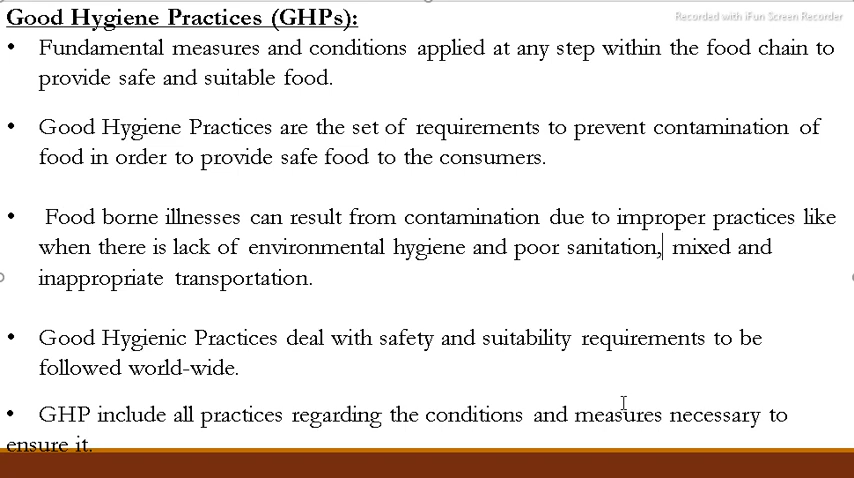 Good Hygiene Practices (GHPs):
Recorded with iFun Screen Recorder
• Fundamental measures and conditions applied at any step within the food chain to
provide safe and suitable food.
• Good Hygiene Practices are the set of requirements to prevent contamination of
food in order to provide safe food to the consumers.
• Food borne illnesses can result from contamination due to improper practices like
when there is lack of environmental hygiene and poor sanitation, mixed and
inappropriate transportation.
• Good Hygienic Practices deal with safety and suitability requirements to be
followed world-wide.
• GHP include all practices regarding the conditions and measures necessary to
ensure it.